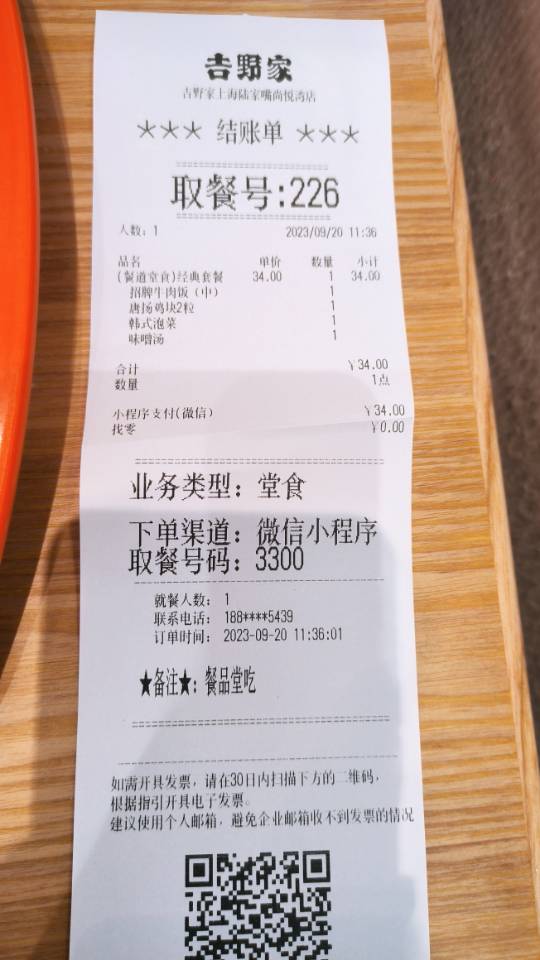 吉野家
吉野家上海陆家嘴尚悦湾店
*** 结账单 ***
取餐号:226
人数: 1 2023/09/20 11:36
品名 单价 数量 小计
(餐道堂食)经典套餐 34.00 1 34.00
招牌牛肉饭（中） 1
唐扬鸡块2粒 1
韩式泡菜 1
味噌汤 1
合计 ¥34.00
数量 1点
小程序支付(微信) ¥34.00
找零 ¥0.00
业务类型：堂食
下单渠道：微信小程序
取餐号码：3300
就餐人数： 1
联系电话： 188****5439
订单时间： 2023-09-20 11:36:01
★备注★：餐品堂吃
如需开具发票，请在30日内扫描下方的二维码，
根据指引开具电子发票。
建议使用个人邮箱，避免企业邮箱收不到发票的情况